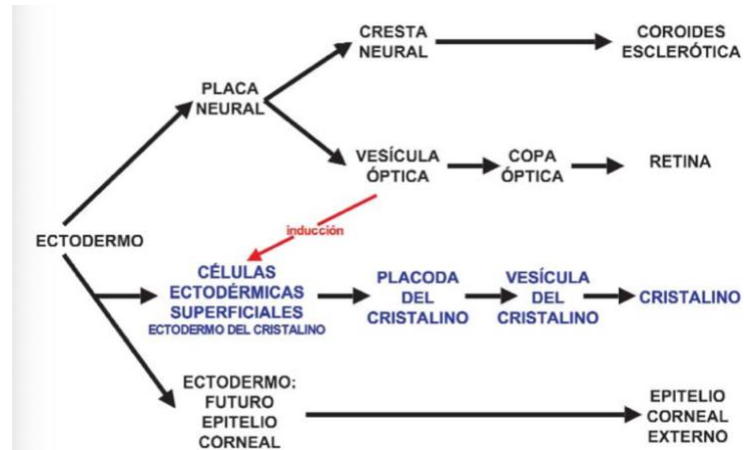 CRESTA
NEURAL
COROIDES
ESCLERÓTICA
PLACA
NEURAL
VESÍCULA
ÓPTICA
COPA
ÓPTICA
RETINA
inducción
ECTODERMO
CÉLULAS
ECTODÉRMICAS
SUPERFICIALES
ECTODERMO DEL CRISTALINO
PLACODA
DEL
CRISTALINO
VESÍCULA
DEL
CRISTALINO
CRISTALINO
ECTODERMO:
FUTURO
EPITELIO
CORNEAL
EPITELIO
CORNEAL
EXTERNO